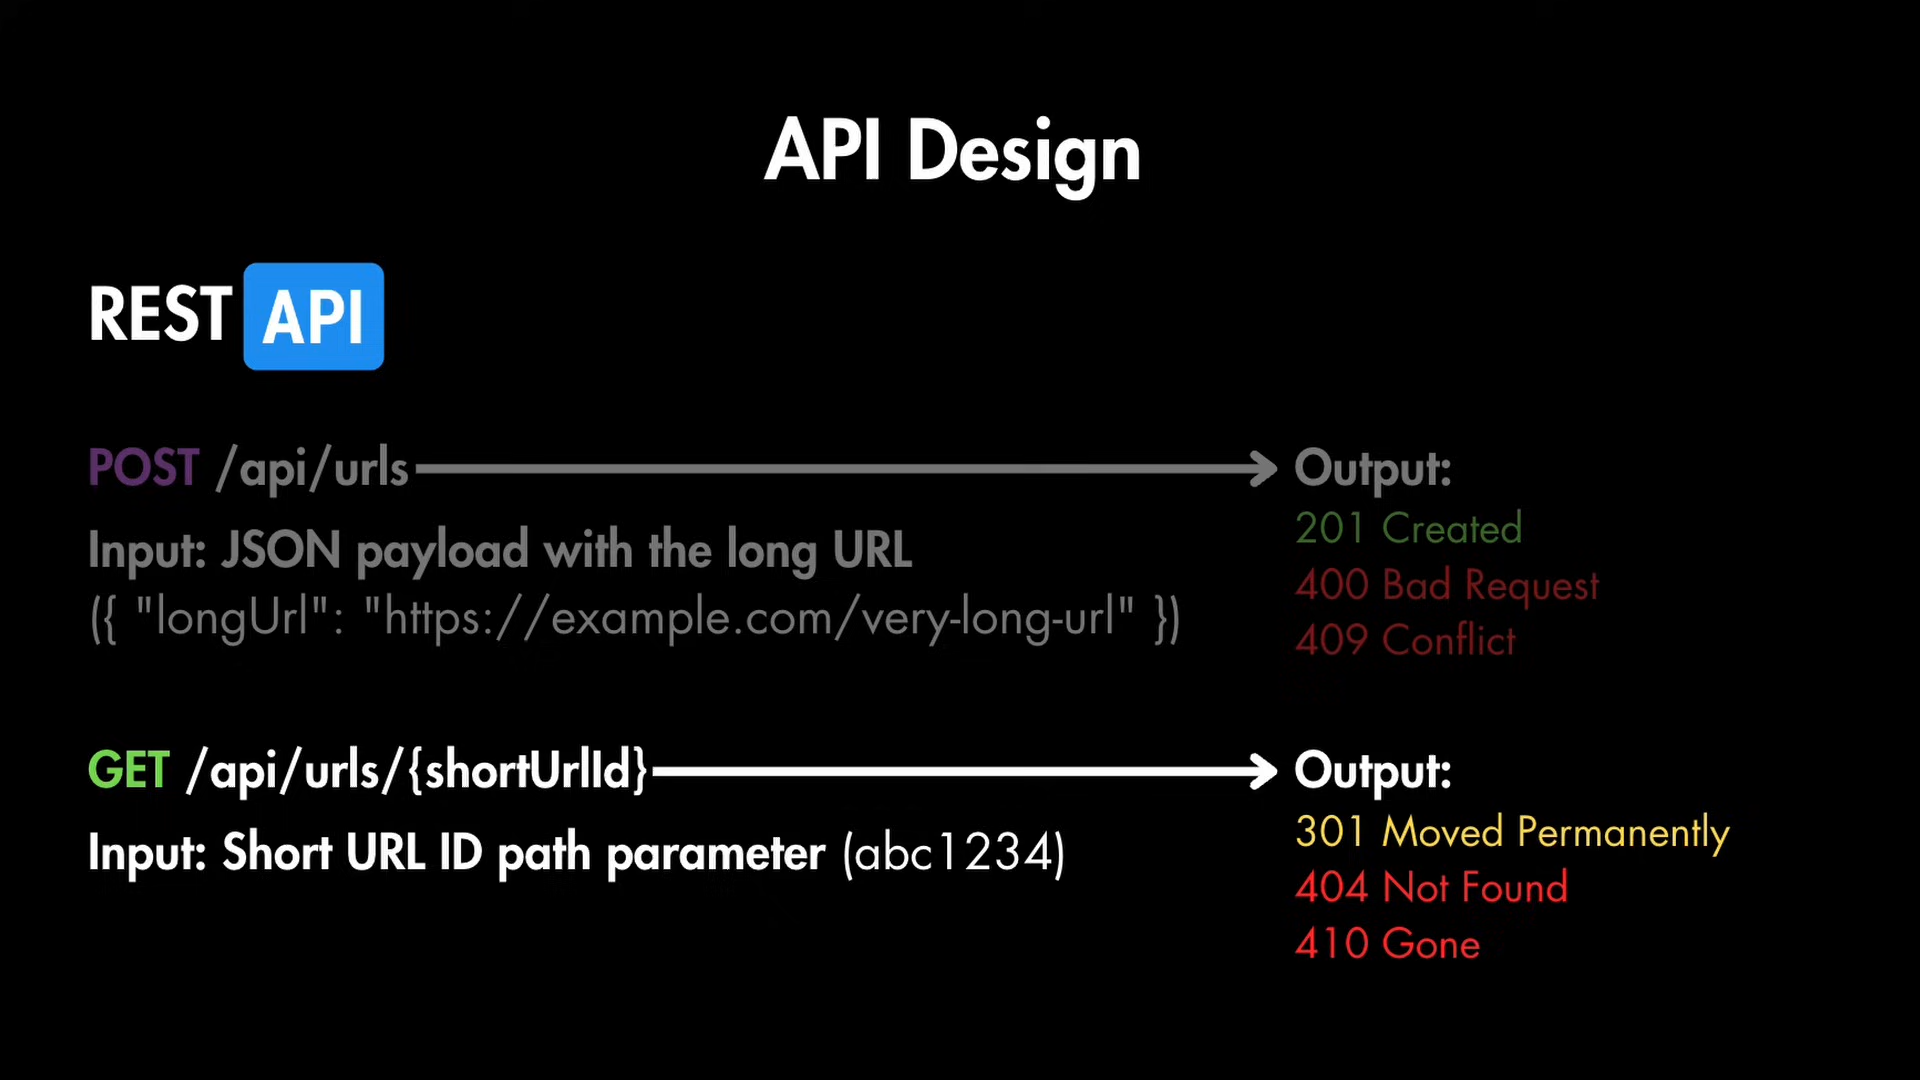 API Design
REST API
POST /api/urls
Output:
201 Created
Input: JSON payload with the long URL
400 Bad Request
({ "longUrl": "https://example.com/very-long-url" })
409 Conflict
GET /api/urls/{shortUrlId}
Output:
301 Moved Permanently
Input: Short URL ID path parameter (abc1234)
404 Not Found
410 Gone